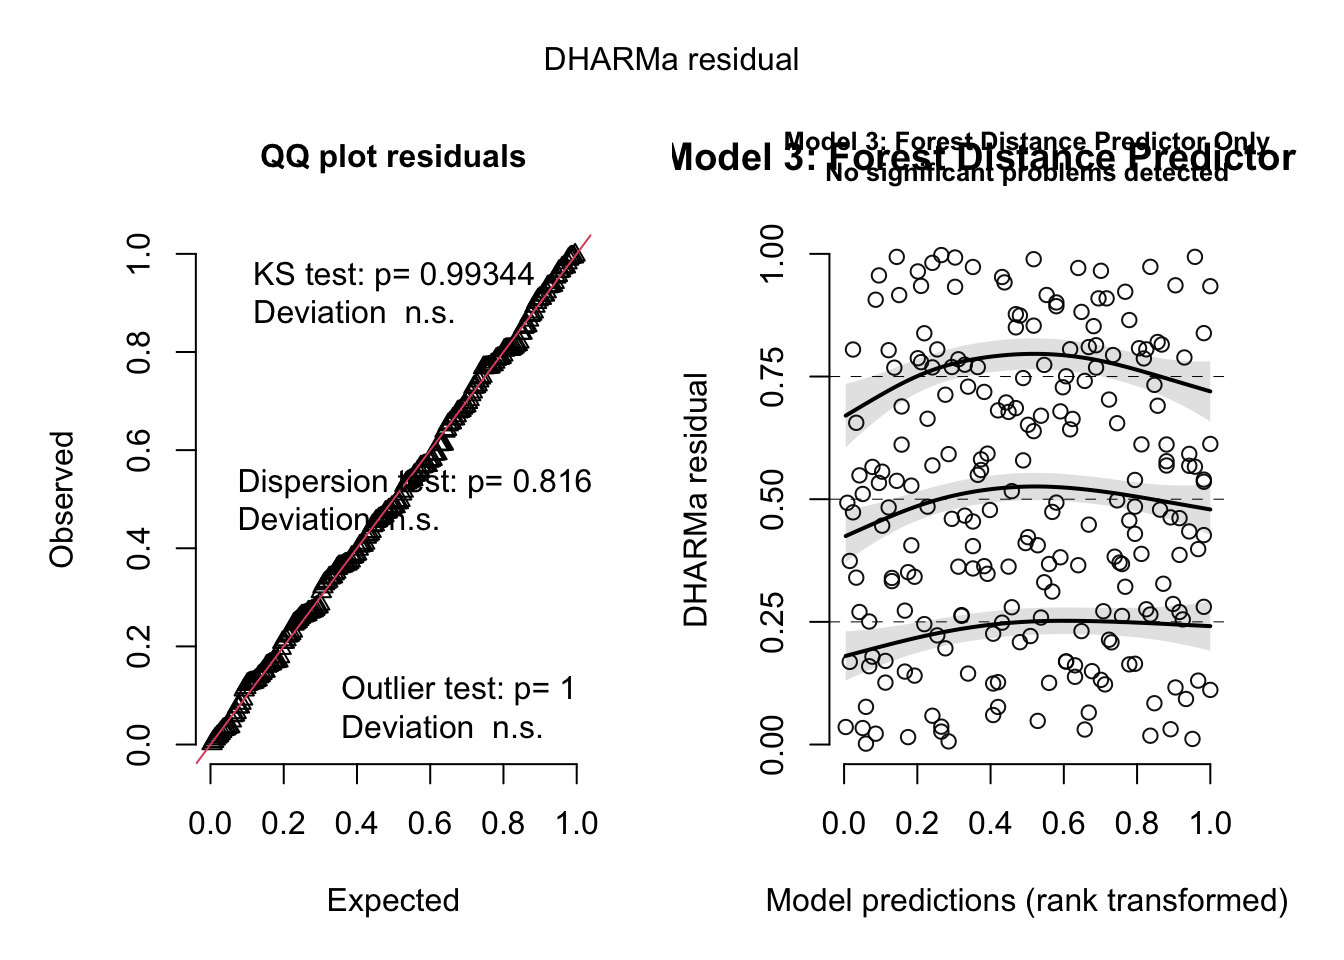 DHARMa residual
QQ plot residuals
KS test: p= 0.99344
Deviation  n.s.
Dispersion test: p= 0.816
Deviation n.s.
Outlier test: p= 1
Deviation  n.s.
Observed
1.0
0.8
0.6
0.4
0.2
0.0
0.0 0.2 0.4 0.6 0.8 1.0
Expected
Model 3: Forest Distance Predictor Only
Model 3: Forest Distance Predictor
No significant problems detected
DHARMa residual
1.00
0.75
0.50
0.25
0.00
0.0 0.2 0.4 0.6 0.8 1.0
Model predictions (rank transformed)